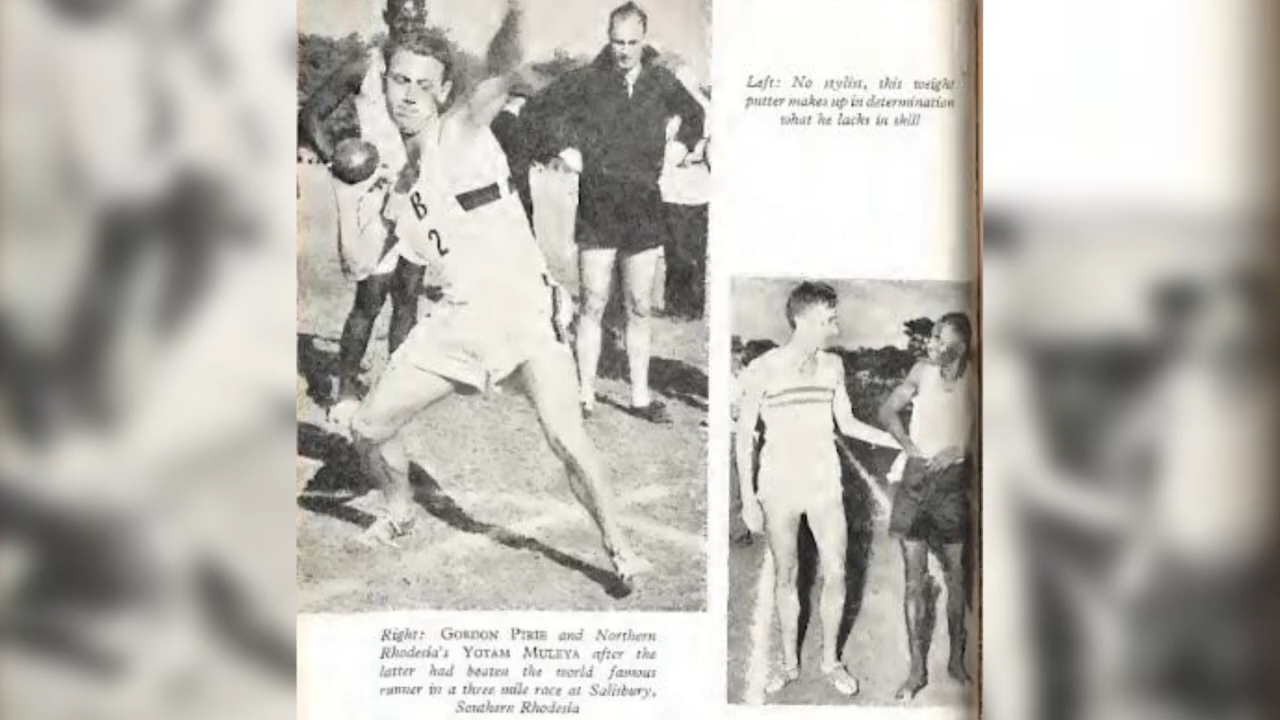 Left: No stylist, this weight
putter makes up in determination
what he lacks in skill
B
2
Right: GORDON PIRIE and Northern
Rhodesia's YOTAM MULEYA after the
latter had beaten the world famous
runner in a three mile race at Salisbury,
Southern Rhodesia